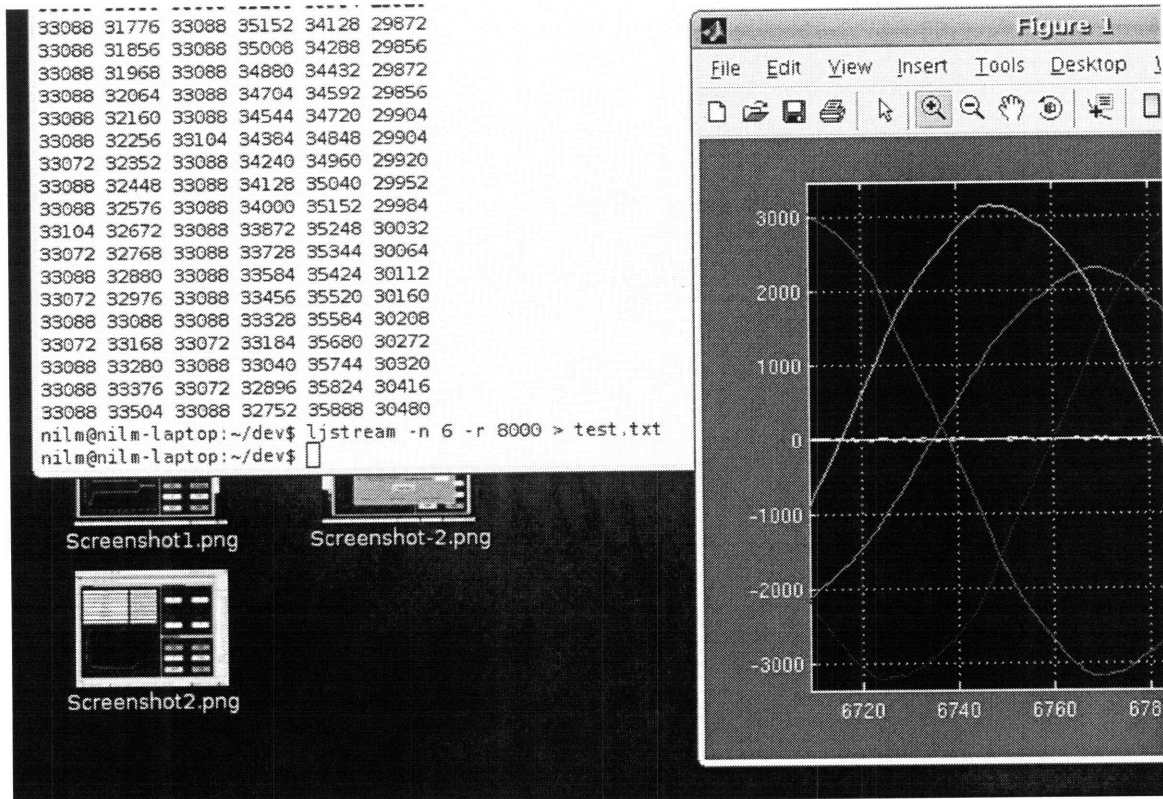 33088 31776 33088 35152 34128 29872
33088 31856 33088 35008 34288 29856
33088 31968 33088 34880 34432 29872
33088 32064 33088 34704 34592 29856
33088 32160 33088 34544 34720 29904
33088 32256 33104 34384 34848 29904
33072 32352 33088 34240 34960 29920
33088 32448 33088 34128 35040 29952
33088 32576 33088 34000 35152 29984
33104 32672 33088 33872 35248 30032
33072 32768 33088 33728 35344 30064
33088 32880 33088 33584 35424 30112
33072 32976 33088 33456 35520 30160
33088 33088 33088 33328 35584 30208
33072 33168 33072 33184 35680 30272
33088 33280 33088 33040 35744 30320
33088 33376 33072 32896 35824 30416
33088 33504 33088 32752 35888 30480
nilm@nilm-laptop:~/dev$ ljstream -n 6 -r 8000 > test.txt
nilm@nilm-laptop:~/dev$
Screenshot1.png
Screenshot-2.png
Screenshot2.png
Figure 1
File Edit View Insert Tools Desktop
3000
2000
1000
0
-1000
-2000
-3000
6720 6740 6760 678